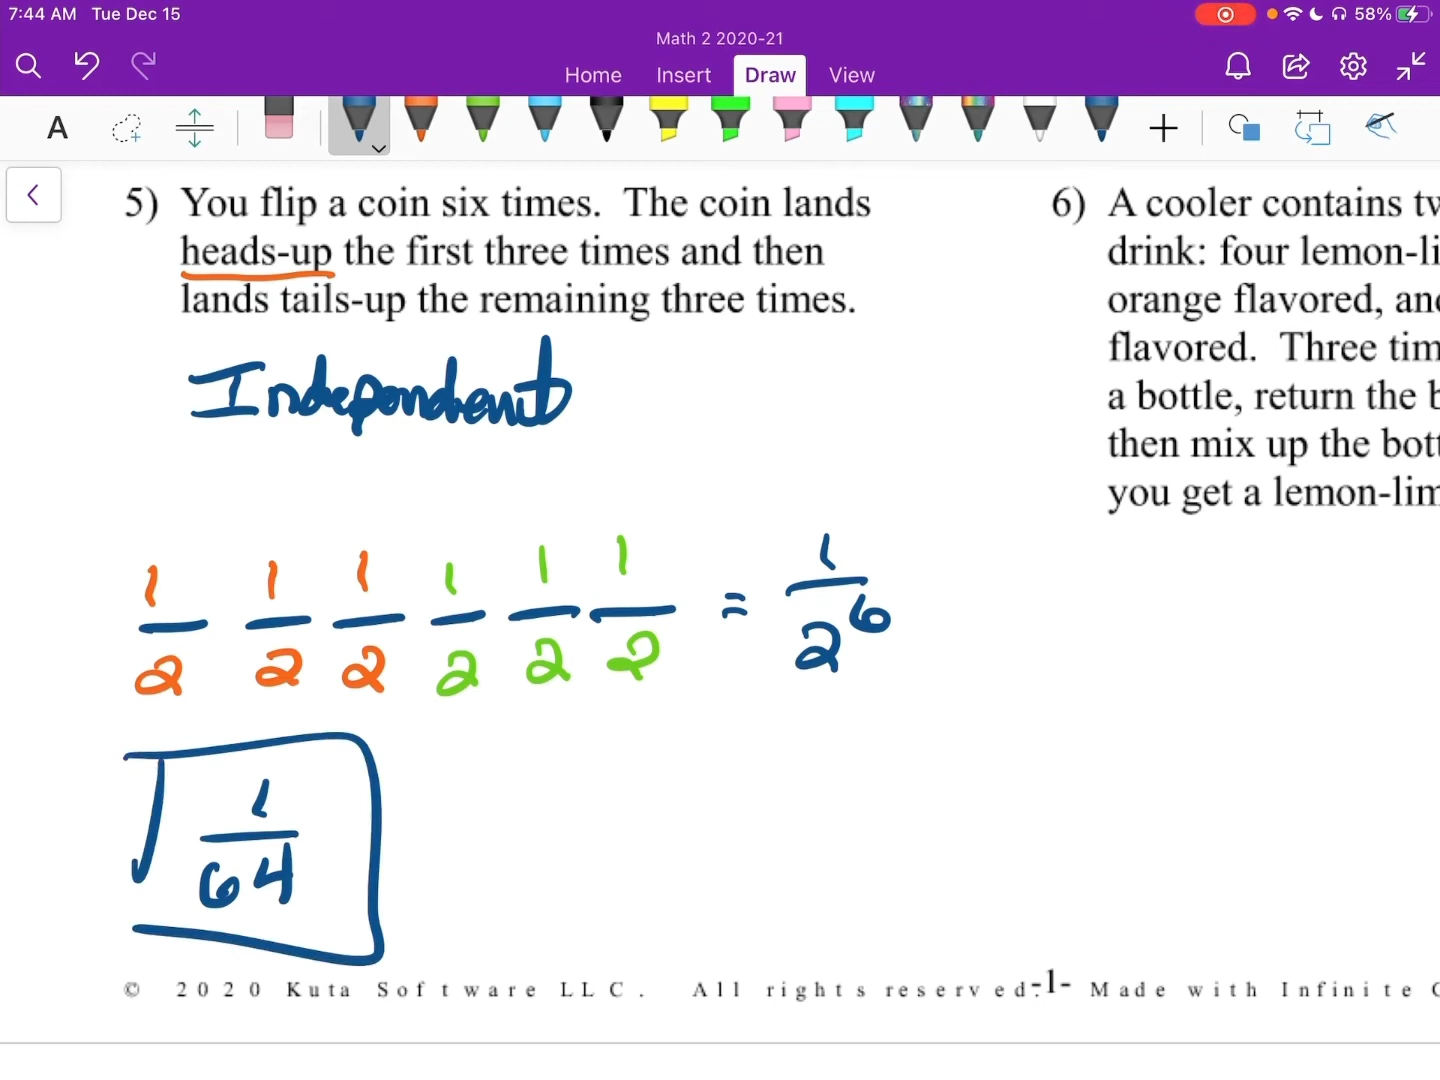 7:44 AM Tue Dec 15
58%
Math 2 2020-21
Home Insert Draw View
A
5) You flip a coin six times. The coin lands
heads-up the first three times and then
lands tails-up the remaining three times.
Independent
1/2 1/2 1/2 1/2 1/2 1/2 = 1/2^6
1/64
6) A cooler contains tw
drink: four lemon-li
orange flavored, and
flavored. Three tim
a bottle, return the b
then mix up the bott
you get a lemon-lim
© 2020 Kuta Software LLC. All rights reserved. -1- Made with Infinite